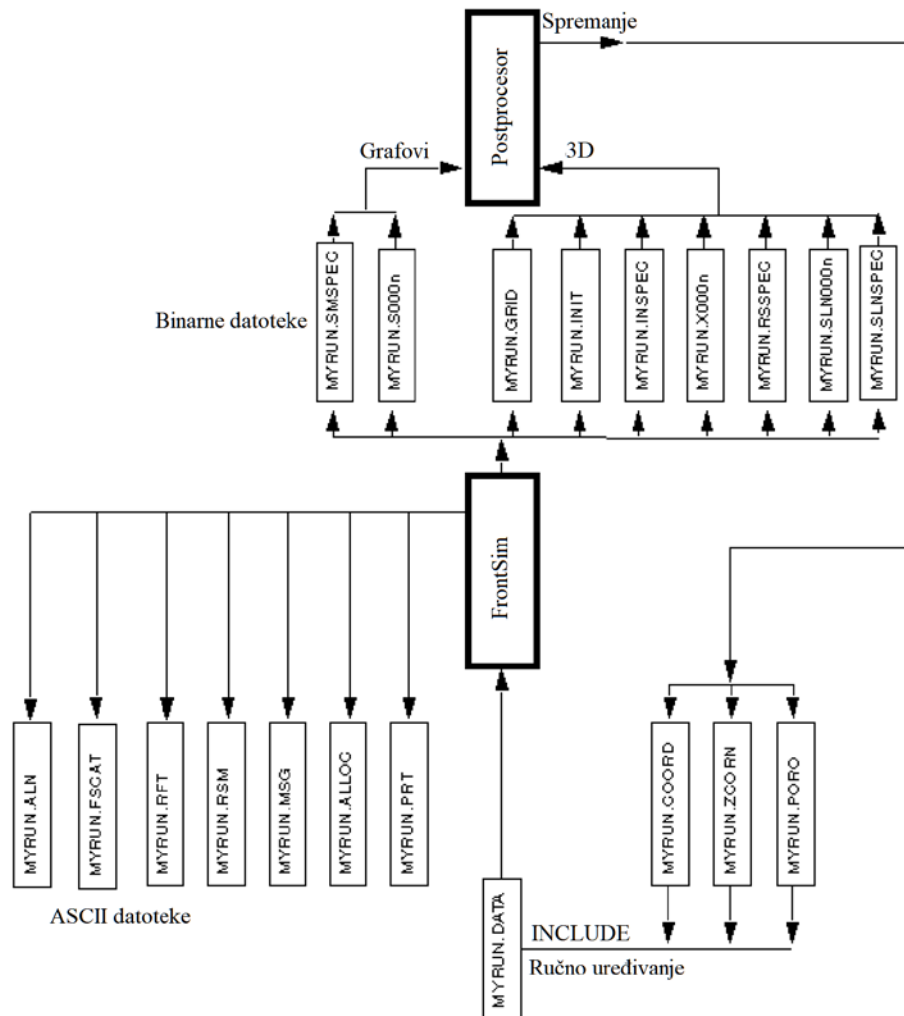 Spremanje
Postprocesor
Grafovi
3D
Binarne datoteke
MYRUN.SMSPEC
MYRUN.S000n
MYRUN.GRID
MYRUN.INIT
MYRUN.INSPEC
MYRUN.X000n
MYRUN.RSSPEC
MYRUN.SLN000n
MYRUN.SLNSPEC
FrontSim
MYRUN.ALN
MYRUN.FSCAT
MYRUN.RFT
MYRUN.RSM
MYRUN.MSG
MYRUN.ALLOC
MYRUN.PRT
ASCII datoteke
MYRUN.COORD
MYRUN.ZCORN
MYRUN.PORO
MYRUN.DATA
INCLUDE
Ručno uređivanje